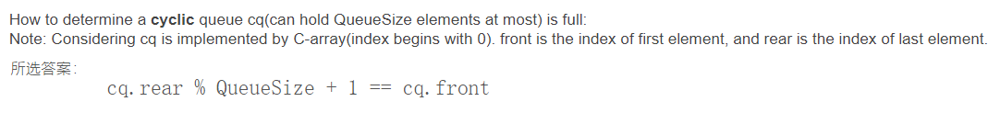 How to determine a cyclic queue cq(can hold QueueSize elements at most) is full:
Note: Considering cq is implemented by C-array(index begins with 0). front is the index of first element, and rear is the index of last element.
所选答案:
cq.rear % QueueSize + 1 == cq.front